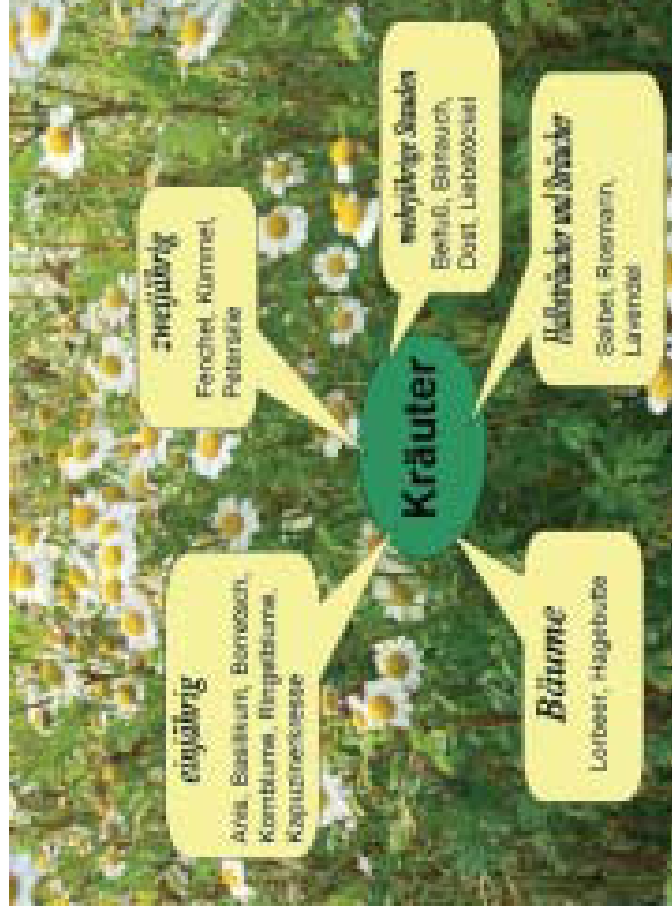 einjährig
Anis, Basilikum, Borretsch,
Kornblume, Ringelblume,
Kapuzinerkresse
zweijährig
Fenchel, Kümmel,
Petersilie
Kräuter
mehrjährige Stauden
Beifuß, Bärlauch,
Dost, Liebstöckel
Bäume
Lorbeer, Hagebutte
Halbsträucher und Sträucher
Salbei, Rosmarin,
Lavendel